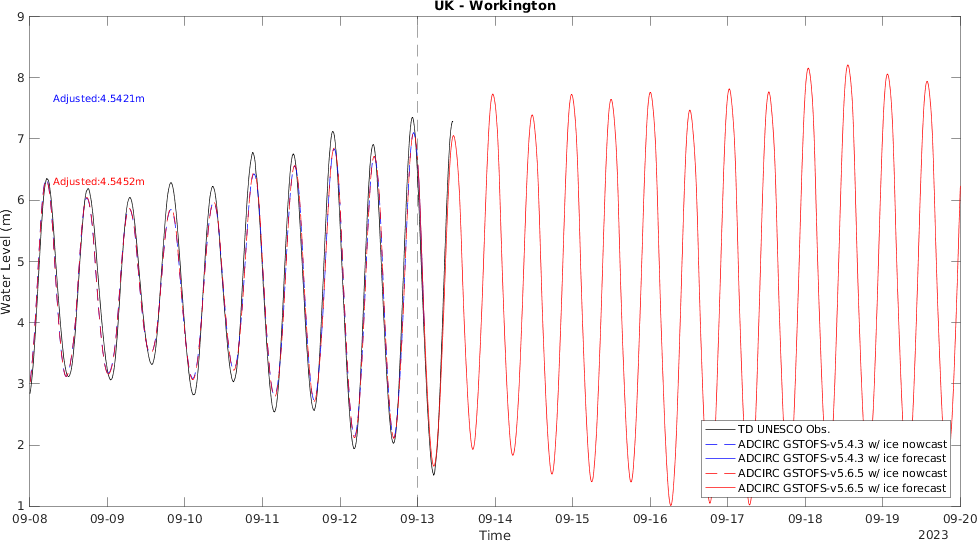 UK - Workington
9
8
7
6
5
4
3
2
1
Water Level (m)
Adjusted:4.5421m
Adjusted:4.5452m
TD UNESCO Obs.
ADCIRC GSTOFS-v5.4.3 w/ ice nowcast
ADCIRC GSTOFS-v5.4.3 w/ ice forecast
ADCIRC GSTOFS-v5.6.5 w/ ice nowcast
ADCIRC GSTOFS-v5.6.5 w/ ice forecast
09-08 09-09 09-10 09-11 09-12 09-13 09-14 09-15 09-16 09-17 09-18 09-19 09-20
Time
2023